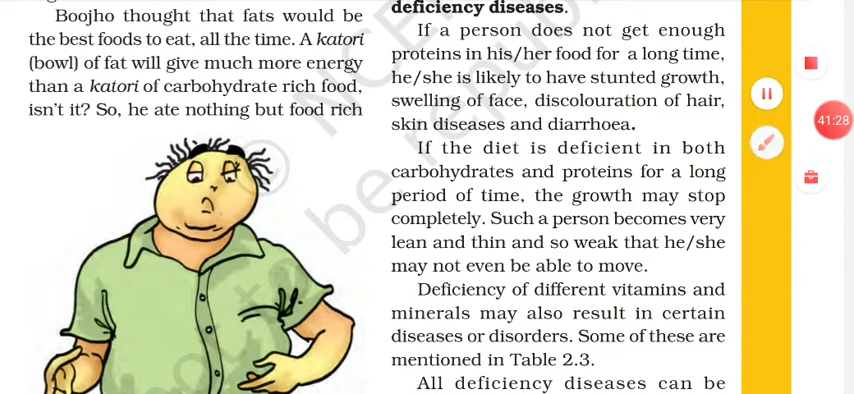 Boojho thought that fats would be
the best foods to eat, all the time. A katori
(bowl) of fat will give much more energy
than a katori of carbohydrate rich food,
isn't it? So, he ate nothing but food rich
deficiency diseases.
If a person does not get enough
proteins in his/her food for a long time,
he/she is likely to have stunted growth,
swelling of face, discolouration of hair,
skin diseases and diarrhoea.
If the diet is deficient in both
carbohydrates and proteins for a long
period of time, the growth may stop
completely. Such a person becomes very
lean and thin and so weak that he/she
may not even be able to move.
Deficiency of different vitamins and
minerals may also result in certain
diseases or disorders. Some of these are
mentioned in Table 2.3.
All deficiency diseases can be
41:28